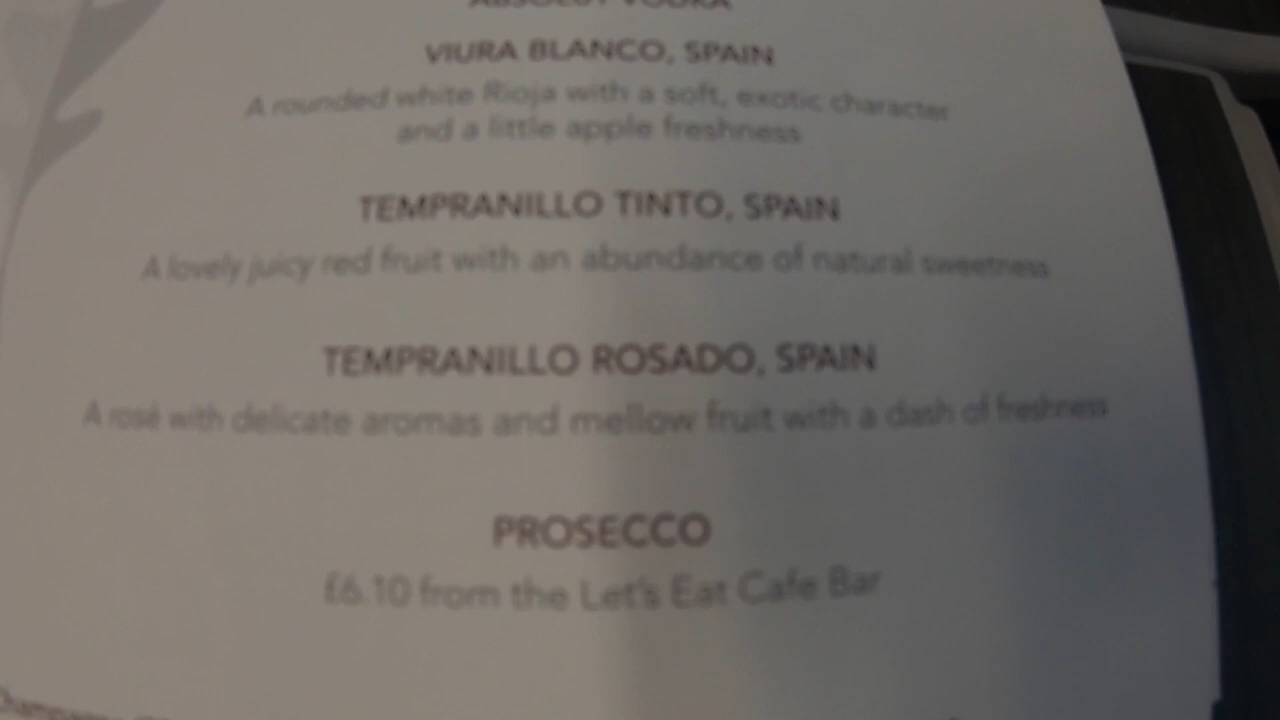 ABSOLUT VODKA
VIURA BLANCO, SPAIN
A rounded white Rioja with a soft, exotic character
and a little apple freshness
TEMPRANILLO TINTO, SPAIN
A lovely juicy red fruit with an abundance of natural sweetness
TEMPRANILLO ROSADO, SPAIN
A rosé with delicate aromas and mellow fruit with a dash of freshness
PROSECCO
£6.10 from the Let's Eat Cafe Bar